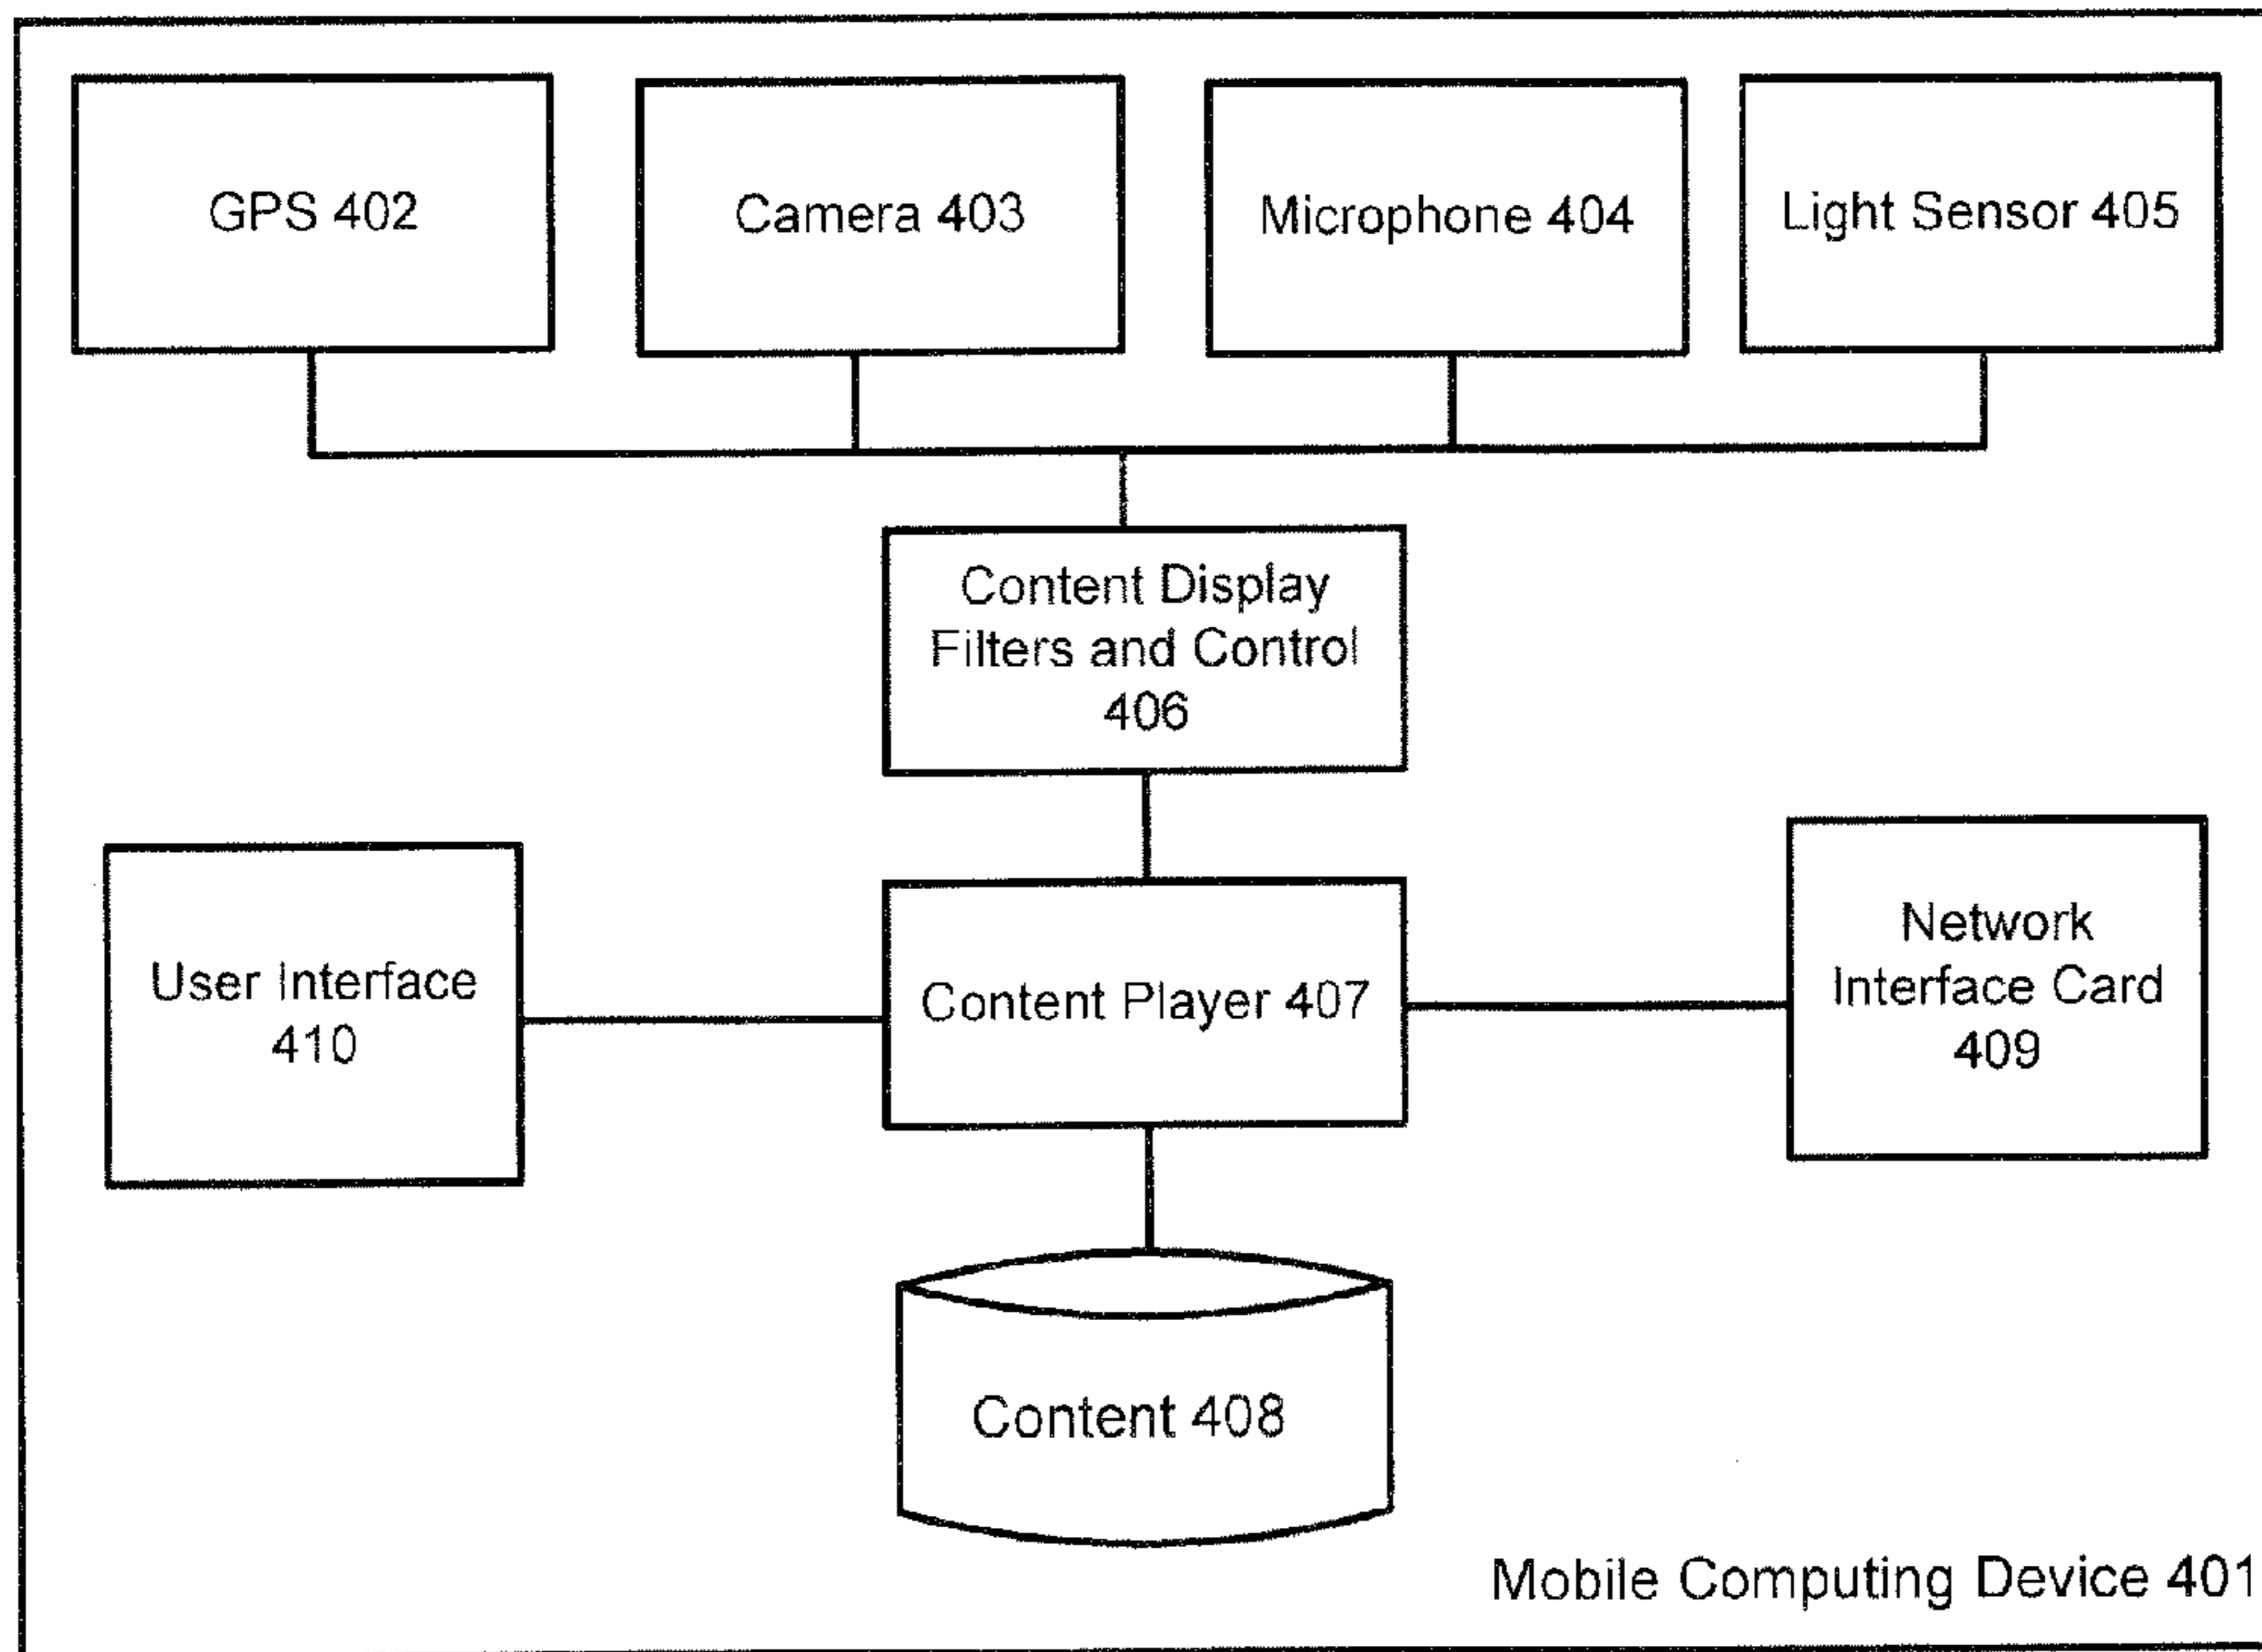 GPS 402
Camera 403
Microphone 404
Light Sensor 405
Content Display
Filters and Control
406
User Interface
410
Content Player 407
Network
Interface Card
409
Content 408
Mobile Computing Device 401